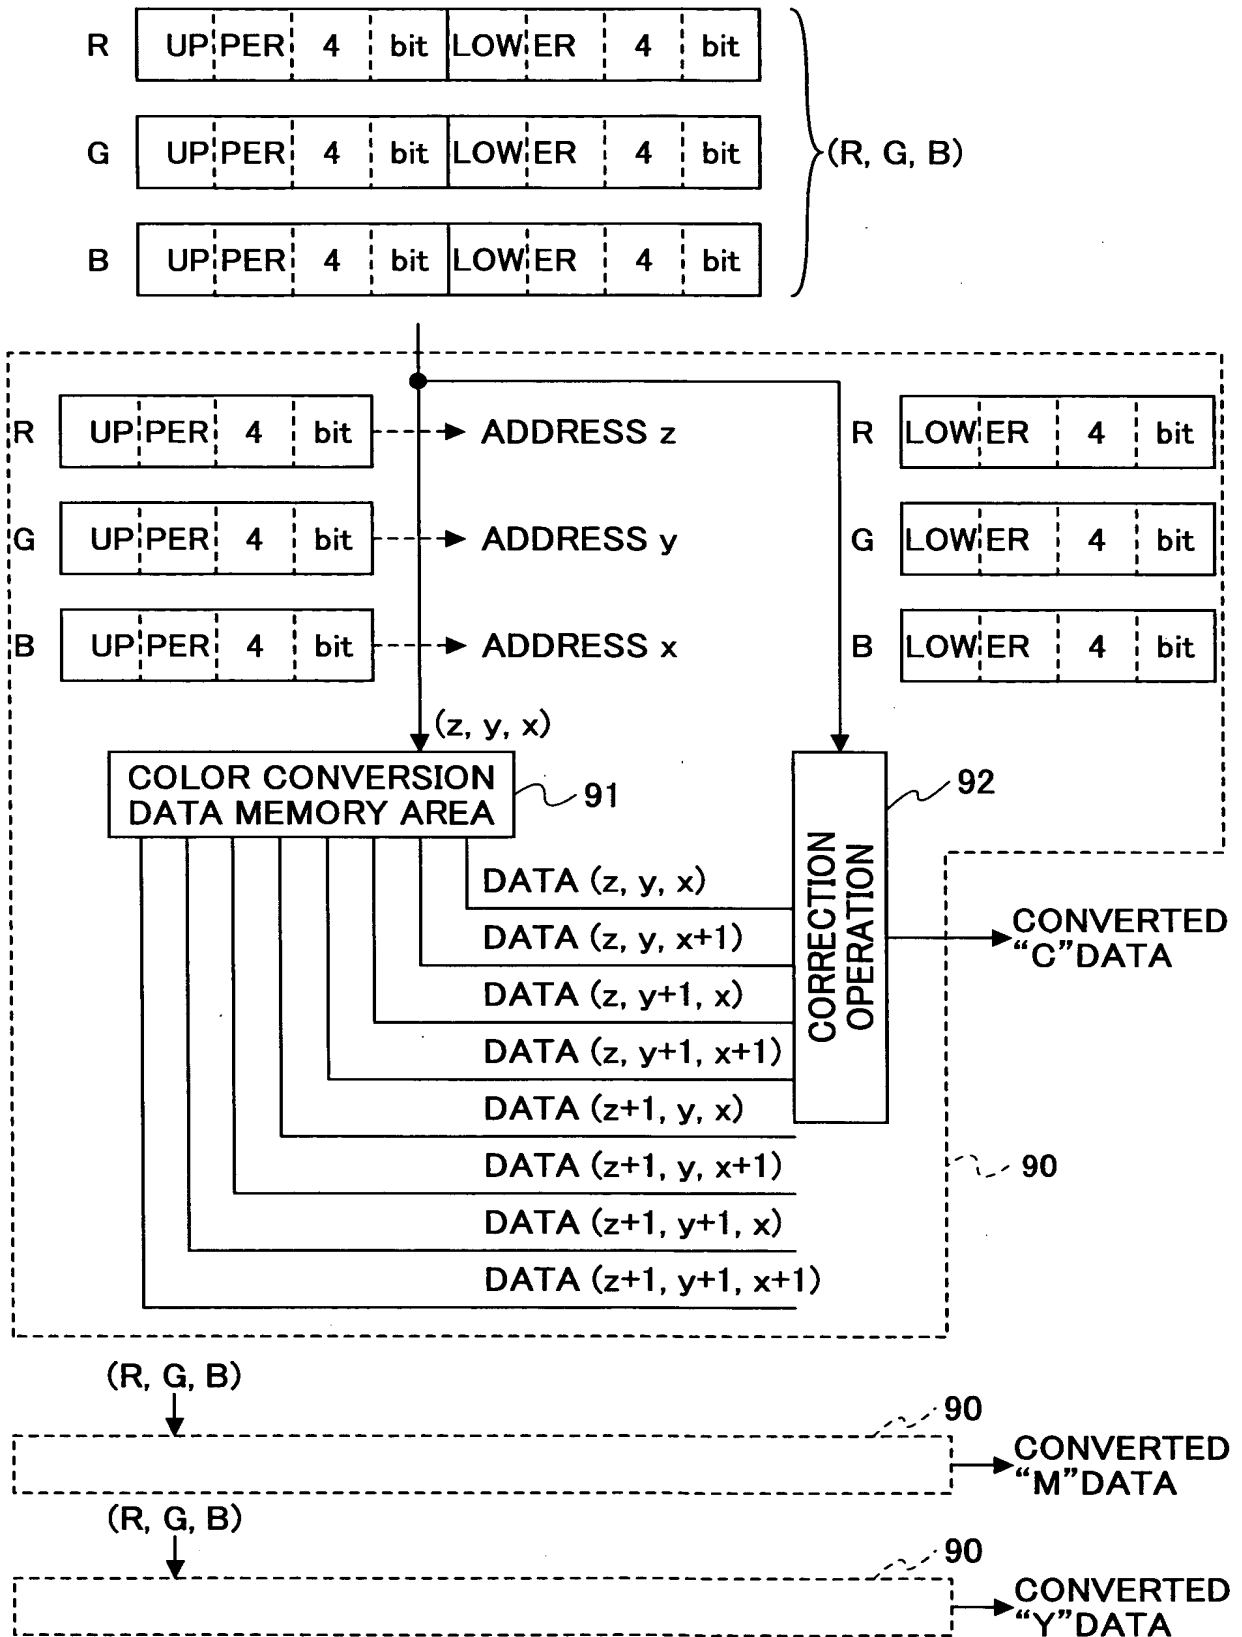 R UPPER 4 bit LOWER 4 bit
G UPPER 4 bit LOWER 4 bit
(R, G, B)
B UPPER 4 bit LOWER 4 bit
R UPPER 4 bit ADDRESS z
R LOWER 4 bit
G UPPER 4 bit ADDRESS y
G LOWER 4 bit
B UPPER 4 bit ADDRESS x
B LOWER 4 bit
(z, y, x)
COLOR CONVERSION
DATA MEMORY AREA
91
92
CORRECTION
OPERATION
DATA (z, y, x)
DATA (z, y, x+1)
DATA (z, y+1, x)
DATA (z, y+1, x+1)
DATA (z+1, y, x)
DATA (z+1, y, x+1)
DATA (z+1, y+1, x)
DATA (z+1, y+1, x+1)
CONVERTED
“C”DATA
90
(R, G, B)
90
CONVERTED
“M”DATA
(R, G, B)
90
CONVERTED
“Y”DATA